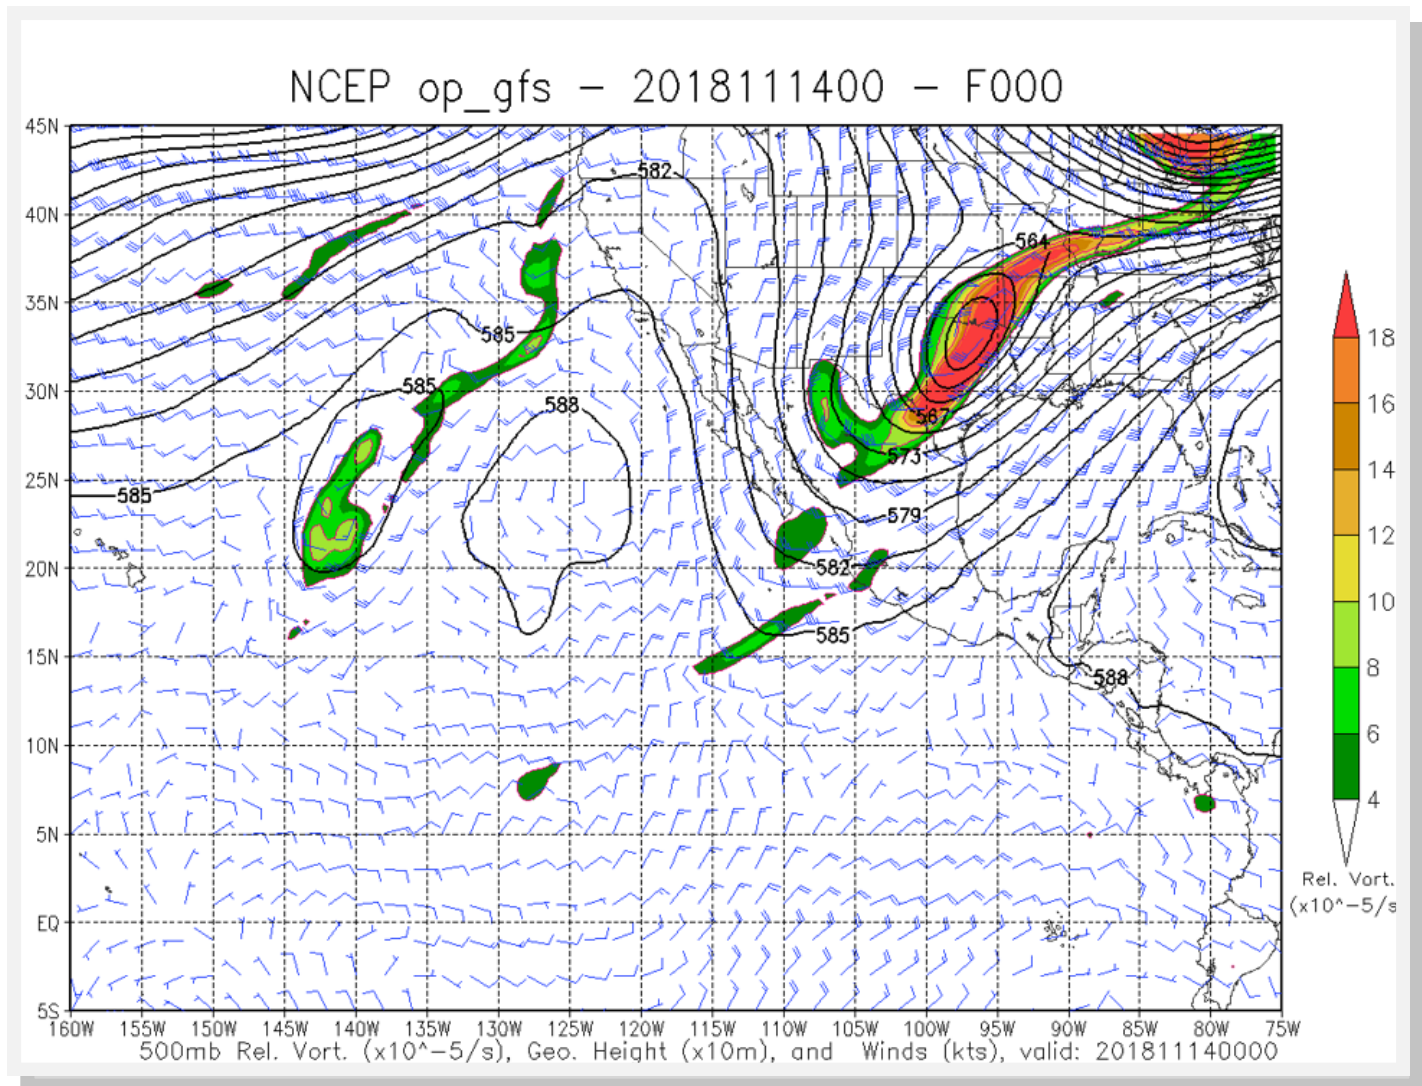 NCEP op_gfs - 2018111400 - F000
45N
582
40N
564
35N
585
18
585
588
30N
567
16
573
585
25N
14
579
12
20N
582
10
585
15N
588
8
10N
6
4
5N
Rel. Vort.
(x10^-5/s
EQ
5S
160W 155W 150W 145W 140W 135W 130W 125W 120W 115W 110W 105W 100W 95W 90W 85W 80W 75W
500mb Rel. Vort. (x10^-5/s), Geo. Height (x10m), and Winds (kts), valid: 201811140000